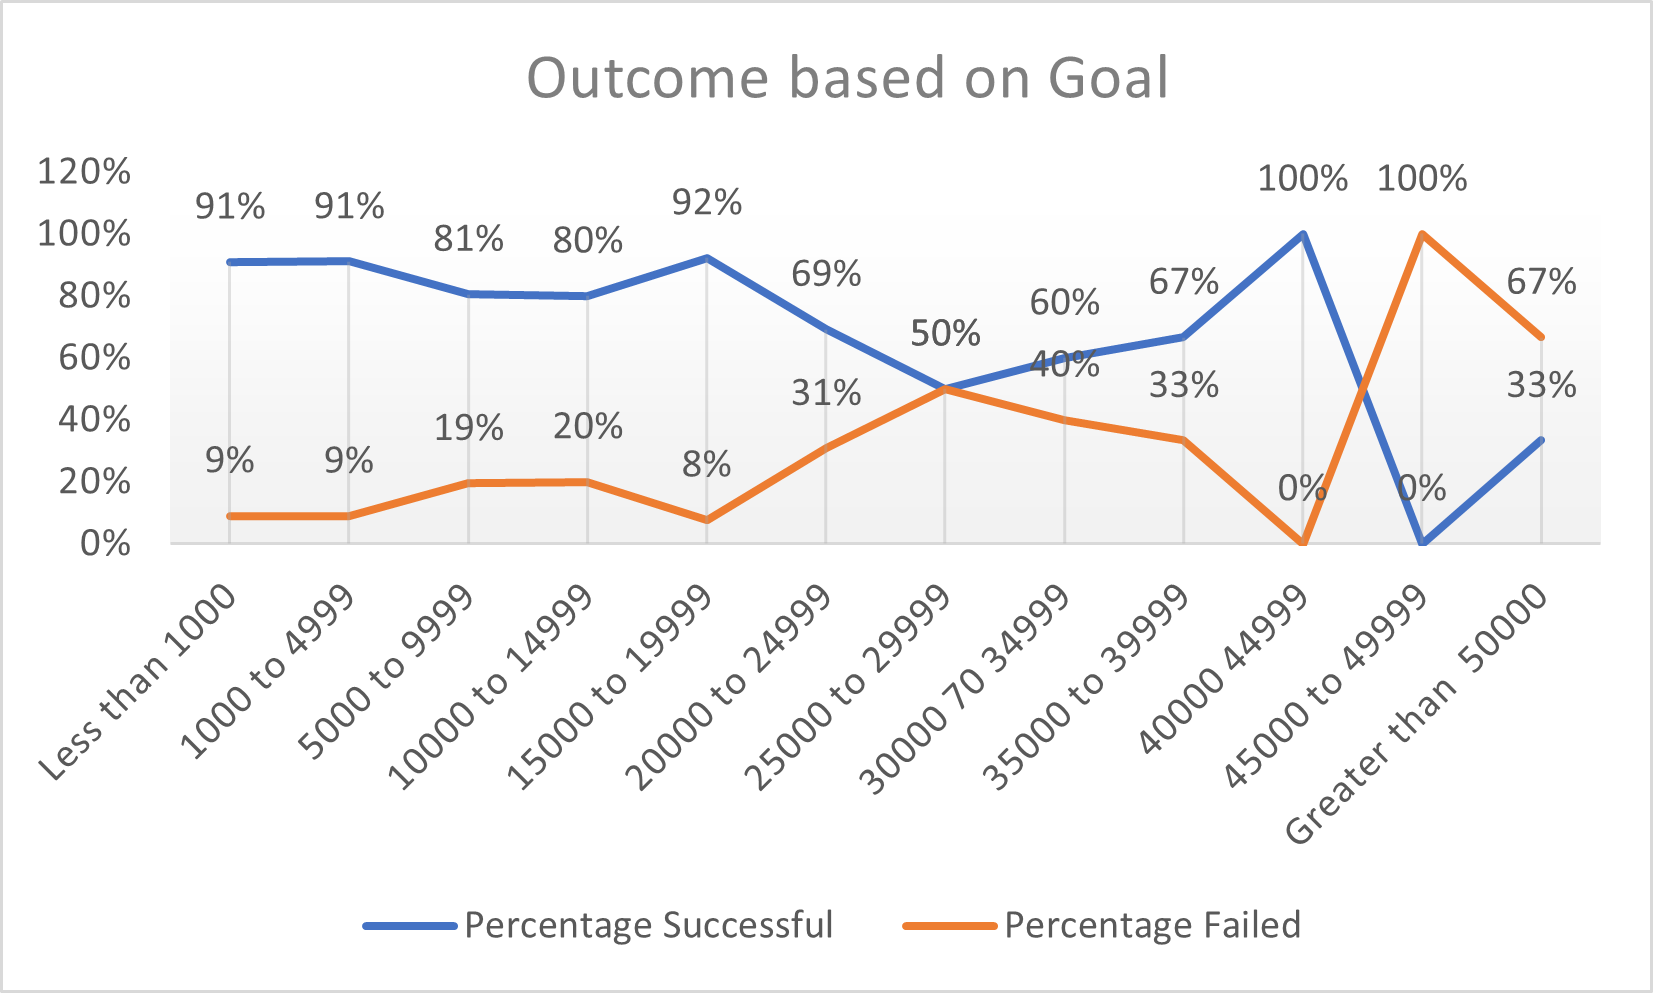 Outcome based on Goal
120%
100%
80%
60%
40%
20%
0%
91%
91%
81%
80%
92%
69%
50%
60%
67%
100%
0%
33%
9%
9%
19%
20%
8%
31%
50%
40%
33%
0%
100%
67%
Less than 1000
1000 to 4999
5000 to 9999
10000 to 14999
15000 to 19999
20000 to 24999
25000 to 29999
30000 70 34999
35000 to 39999
40000 44999
45000 to 49999
Greater than  50000
Percentage Successful
Percentage Failed